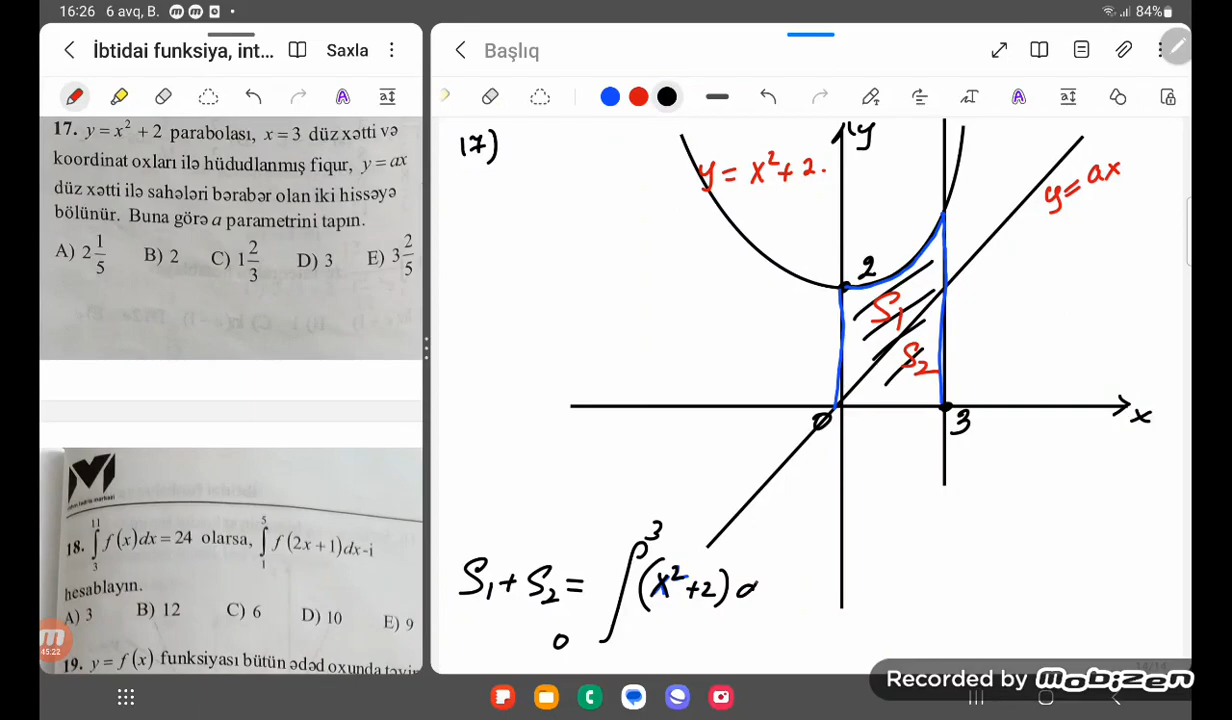 16:26 6 avq, B.
84%
İbtidai funksiya, int...
Saxla
Başlıq
17. y = x² + 2 parabolası, x = 3 düz xətti və
koordinat oxları ilə hüdudlanmış fiqur, y = ax
düz xətti ilə sahələri bərabər olan iki hissəyə
bölünür. Buna görə a parametrini tapın.
A) 2 1/5 B) 2 C) 1 2/3 D) 3 E) 3 2/5
18. ∫₃¹¹ f(x)dx = 24 olarsa, ∫₁⁵ f(2x+1)dx-i
hesablayın.
A) 3 B) 12 C) 6 D) 10 E) 9
19. y = f(x) funksiyası bütün ədəd oxunda
45:22
17)
y
y = x² + 2.
y = ax
2
S₁
S₂
0
3
x
S₁ + S₂ = ∫₀³ (x² + 2) d
14/14
Recorded by mobizen